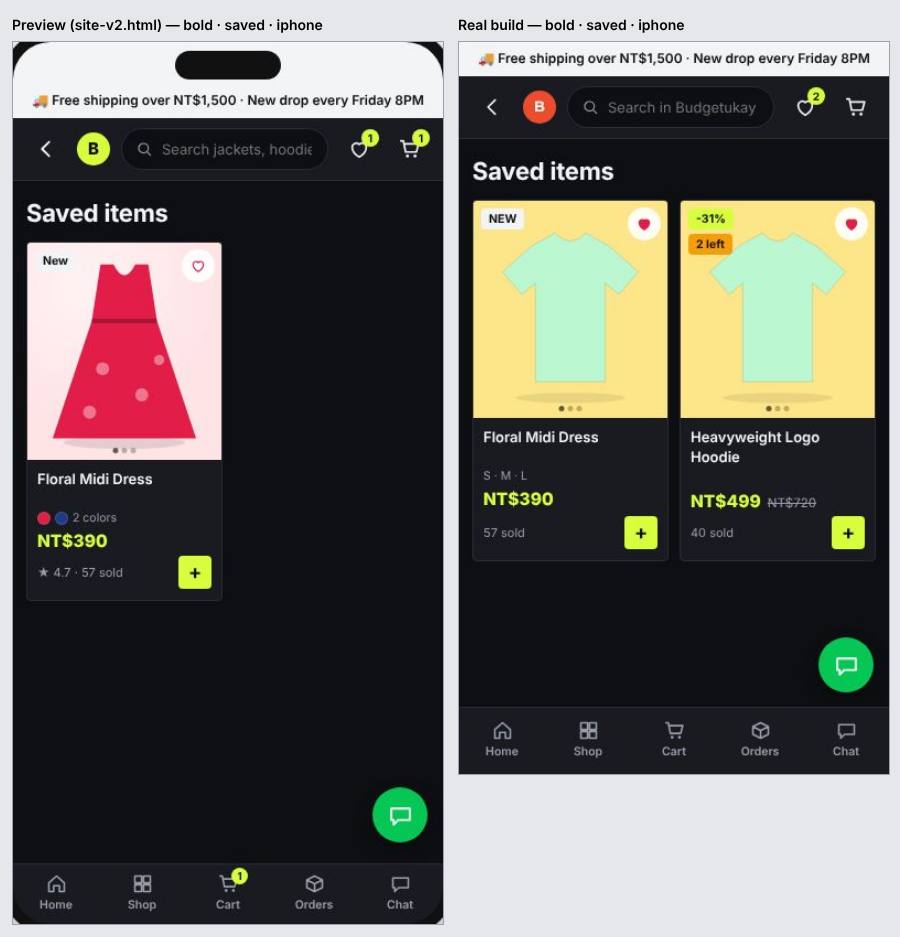 Preview (site-v2.html) — bold · saved · iphone
🚚 Free shipping over NT$1,500 · New drop every Friday 8PM
B
Search jackets, hoodie
1
1
Saved items
New
Floral Midi Dress
2 colors
NT$390
★ 4.7 · 57 sold
+
Home
Shop
1
Cart
Orders
Chat
Real build — bold · saved · iphone
🚚 Free shipping over NT$1,500 · New drop every Friday 8PM
B
Search in Budgetukay
2
Saved items
NEW
Floral Midi Dress
S · M · L
NT$390
57 sold
+
-31%
2 left
Heavyweight Logo
Hoodie
NT$499 NT$720
40 sold
+
Home
Shop
Cart
Orders
Chat